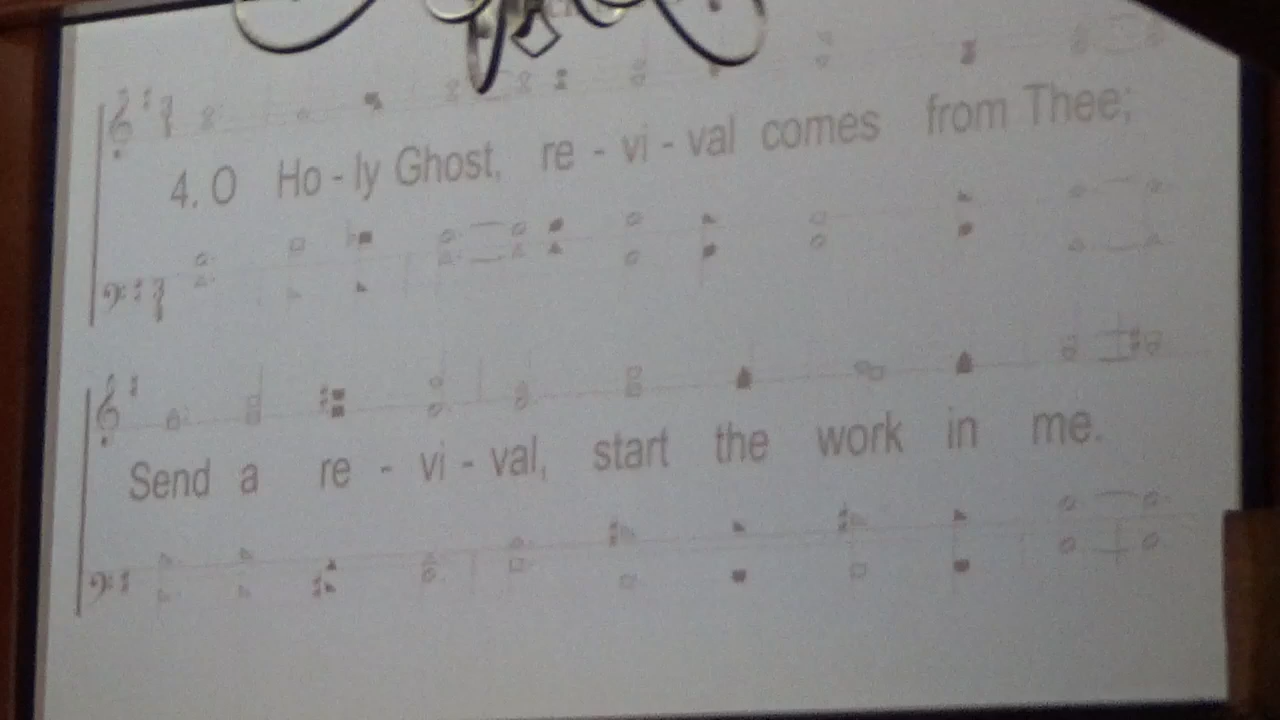 4. O Ho - ly Ghost, re - vi - val comes from Thee;
Send a re - vi - val, start the work in me.